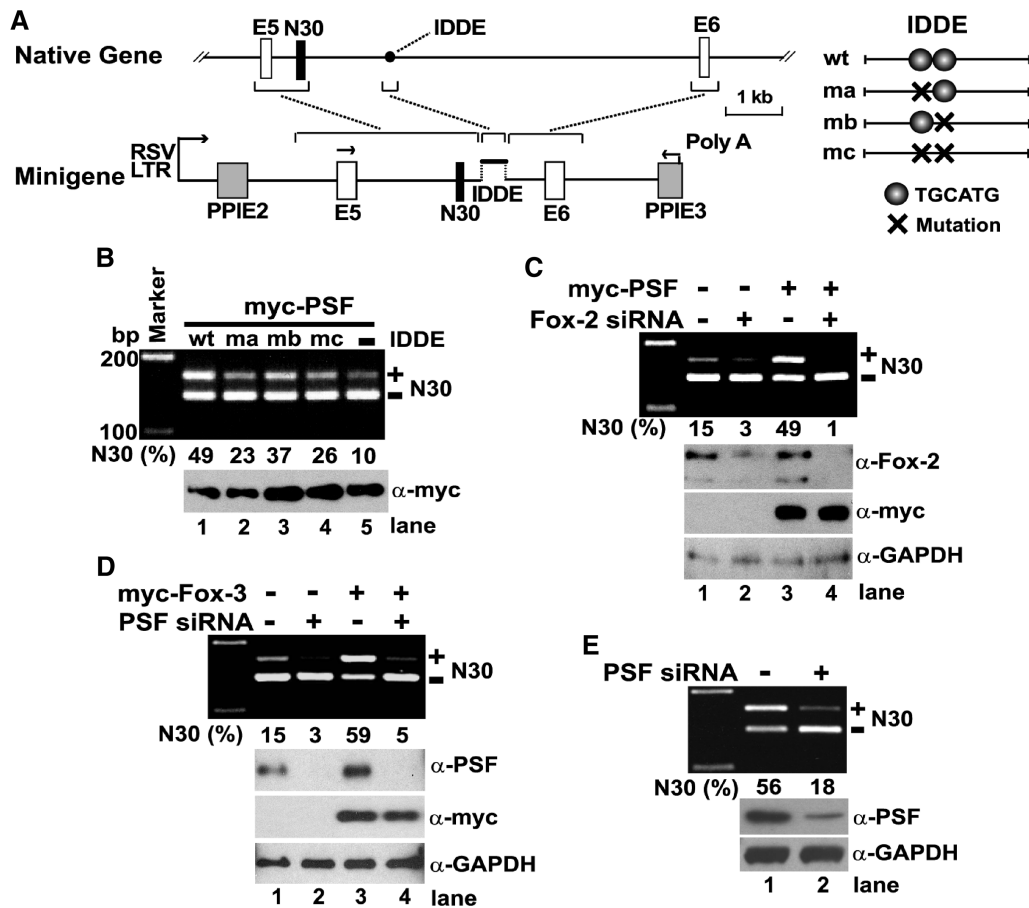 A
Native Gene
E5 N30 IDDE E6
1 kb
Minigene
RSV
LTR
PPIE2 E5 N30 IDDE E6 PPIE3
Poly A
IDDE
wt
ma
mb
mc
TGCATG
Mutation
B
Marker
myc-PSF
bp wt ma mb mc - IDDE
200
+
- N30
100
N30 (%) 49 23 37 26 10
α-myc
1 2 3 4 5 lane
C
myc-PSF - - + +
Fox-2 siRNA - + - +
+
- N30
N30 (%) 15 3 49 1
α-Fox-2
α-myc
α-GAPDH
1 2 3 4 lane
D
myc-Fox-3 - - + +
PSF siRNA - + - +
+
- N30
N30 (%) 15 3 59 5
α-PSF
α-myc
α-GAPDH
1 2 3 4 lane
E
PSF siRNA - +
+
- N30
N30 (%) 56 18
α-PSF
α-GAPDH
1 2 lane